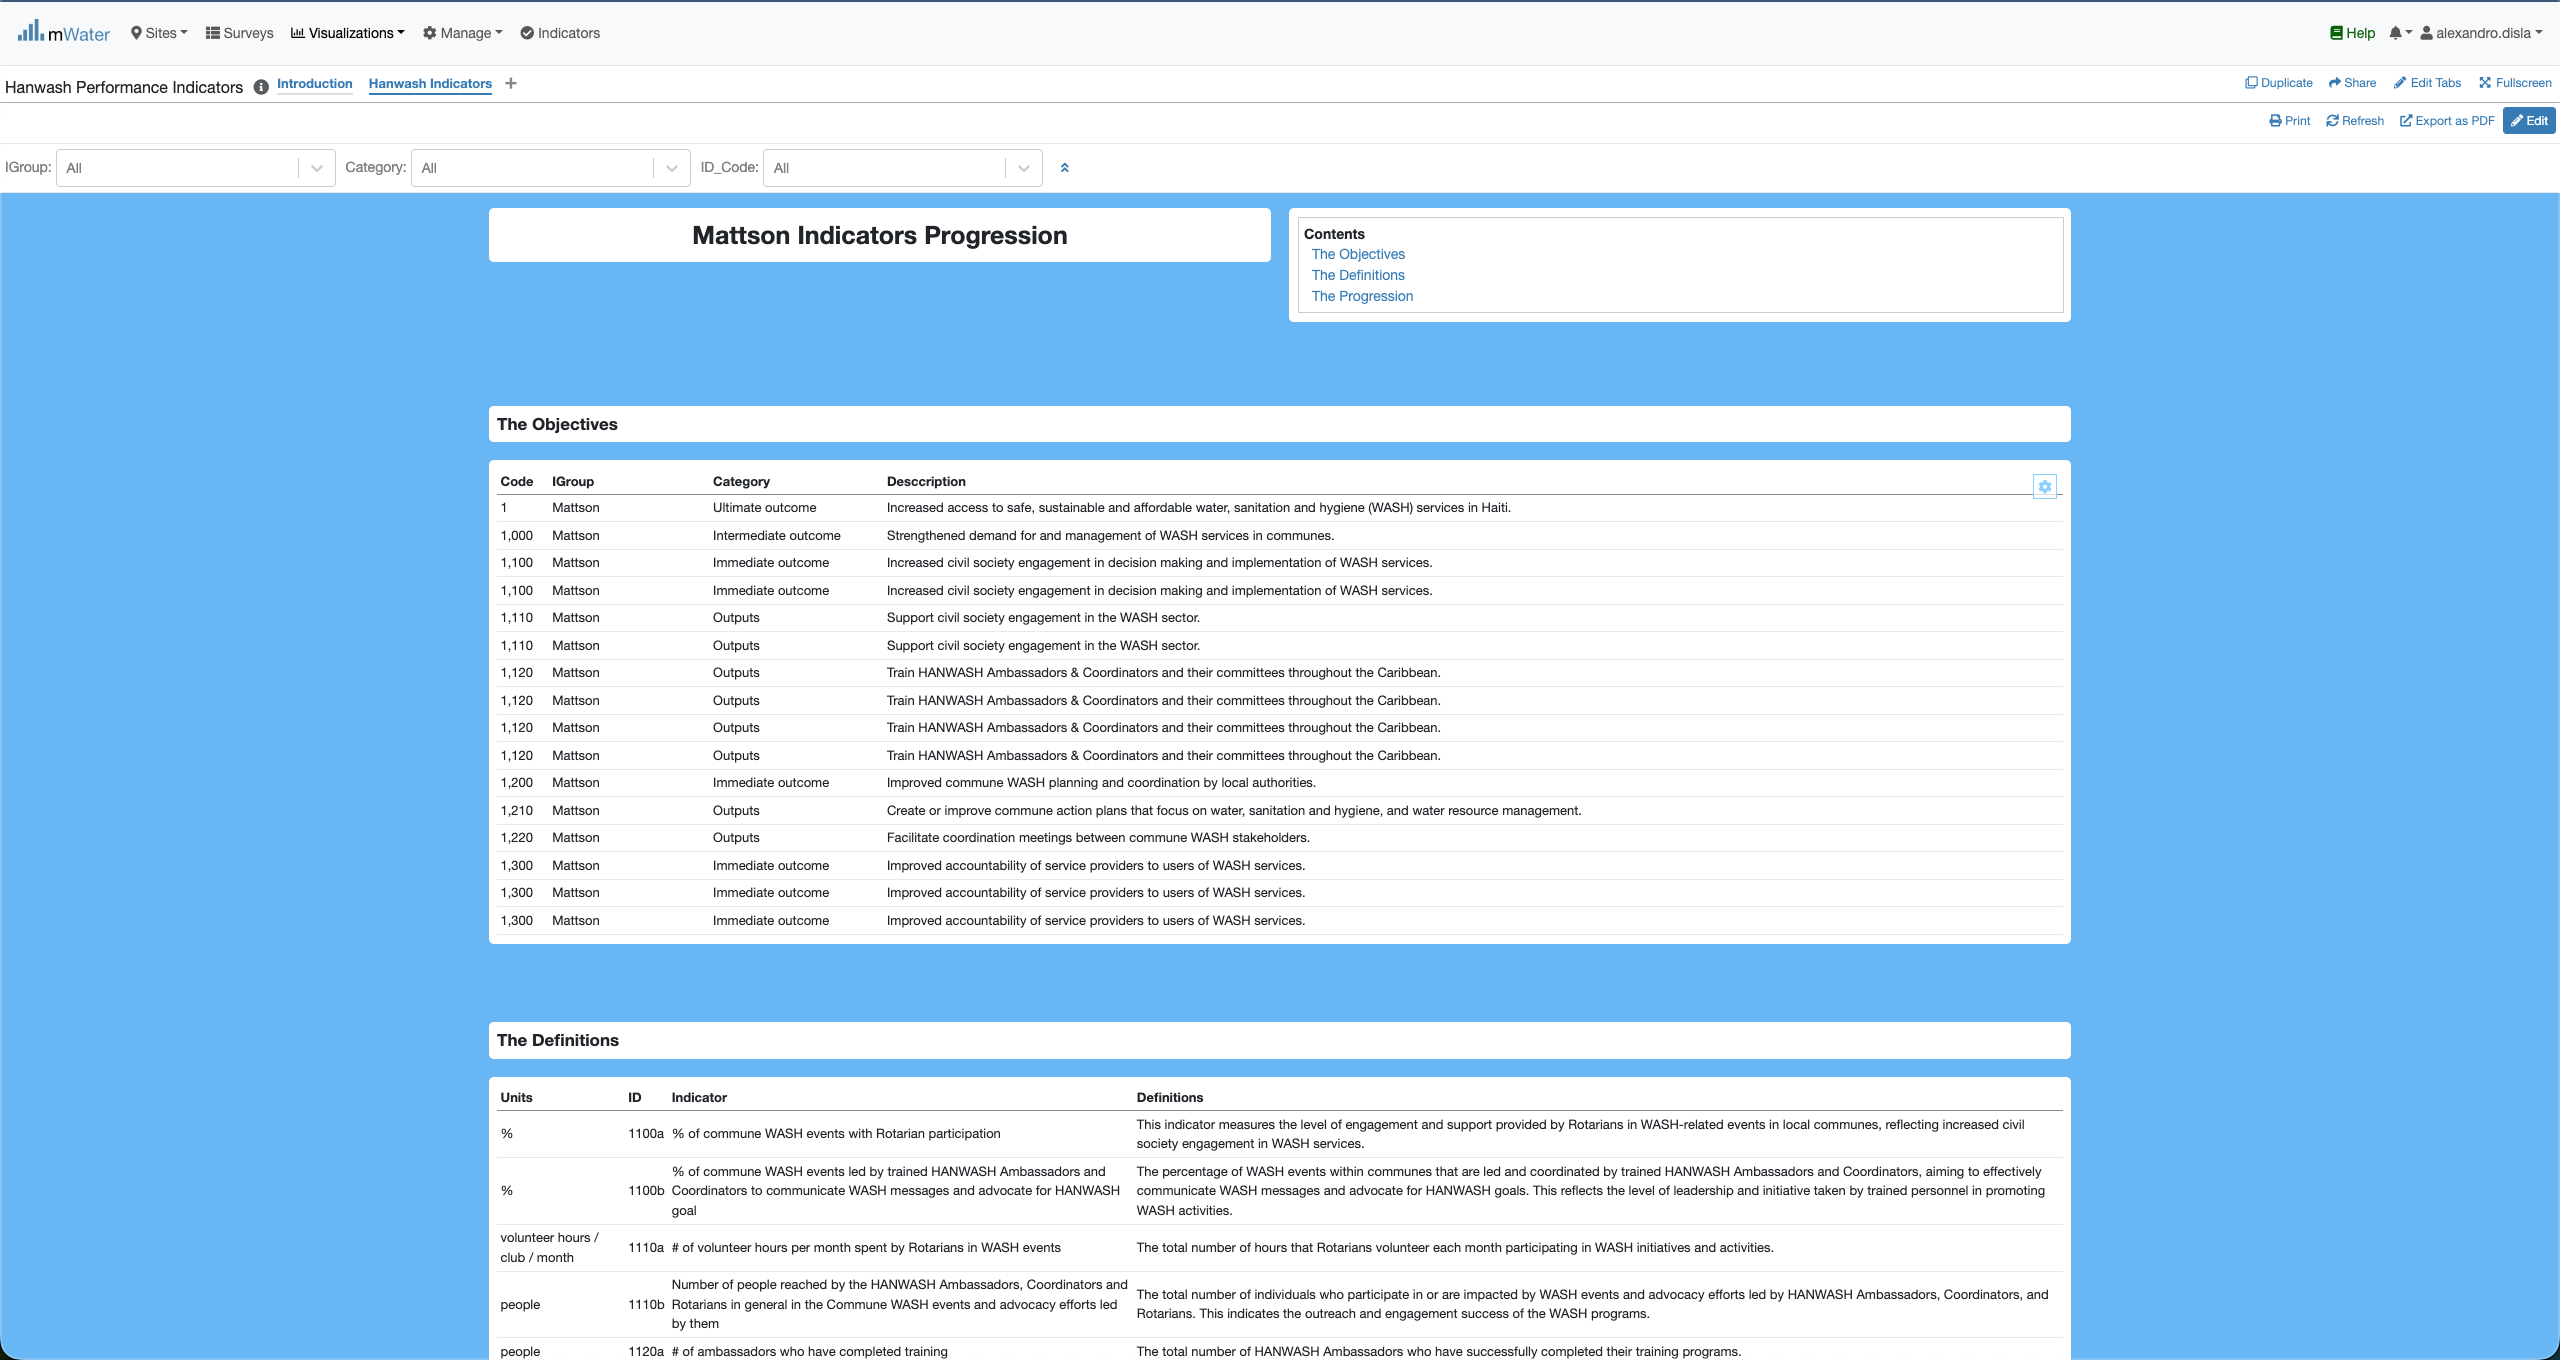 mWater Sites Surveys Visualizations Manage Indicators Help alexandro.disla
Hanwash Performance Indicators Introduction Hanwash Indicators + Duplicate Share Edit Tabs Fullscreen
Print Refresh Export as PDF Edit
IGroup: All Category: All ID_Code: All
Mattson Indicators Progression
Contents
The Objectives
The Definitions
The Progression
The Objectives
Code IGroup Category Desccription
1 Mattson Ultimate outcome Increased access to safe, sustainable and affordable water, sanitation and hygiene (WASH) services in Haiti.
1,000 Mattson Intermediate outcome Strengthened demand for and management of WASH services in communes.
1,100 Mattson Immediate outcome Increased civil society engagement in decision making and implementation of WASH services.
1,100 Mattson Immediate outcome Increased civil society engagement in decision making and implementation of WASH services.
1,110 Mattson Outputs Support civil society engagement in the WASH sector.
1,110 Mattson Outputs Support civil society engagement in the WASH sector.
1,120 Mattson Outputs Train HANWASH Ambassadors & Coordinators and their committees throughout the Caribbean.
1,120 Mattson Outputs Train HANWASH Ambassadors & Coordinators and their committees throughout the Caribbean.
1,120 Mattson Outputs Train HANWASH Ambassadors & Coordinators and their committees throughout the Caribbean.
1,120 Mattson Outputs Train HANWASH Ambassadors & Coordinators and their committees throughout the Caribbean.
1,200 Mattson Immediate outcome Improved commune WASH planning and coordination by local authorities.
1,210 Mattson Outputs Create or improve commune action plans that focus on water, sanitation and hygiene, and water resource management.
1,220 Mattson Outputs Facilitate coordination meetings between commune WASH stakeholders.
1,300 Mattson Immediate outcome Improved accountability of service providers to users of WASH services.
1,300 Mattson Immediate outcome Improved accountability of service providers to users of WASH services.
1,300 Mattson Immediate outcome Improved accountability of service providers to users of WASH services.
The Definitions
Units ID Indicator Definitions
% 1100a % of commune WASH events with Rotarian participation
This indicator measures the level of engagement and support provided by Rotarians in WASH-related events in local communes, reflecting increased civil
society engagement in WASH services.
% 1100b
% of commune WASH events led by trained HANWASH Ambassadors and
Coordinators to communicate WASH messages and advocate for HANWASH
goal
The percentage of WASH events within communes that are led and coordinated by trained HANWASH Ambassadors and Coordinators, aiming to effectively
communicate WASH messages and advocate for HANWASH goals. This reflects the level of leadership and initiative taken by trained personnel in promoting
WASH activities.
volunteer hours /
club / month
1110a # of volunteer hours per month spent by Rotarians in WASH events
The total number of hours that Rotarians volunteer each month participating in WASH initiatives and activities.
people 1110b
Number of people reached by the HANWASH Ambassadors, Coordinators and
Rotarians in general in the Commune WASH events and advocacy efforts led
by them
The total number of individuals who participate in or are impacted by WASH events and advocacy efforts led by HANWASH Ambassadors, Coordinators, and
Rotarians. This indicates the outreach and engagement success of the WASH programs.
people 1120a # of ambassadors who have completed training The total number of HANWASH Ambassadors who have successfully completed their training programs.